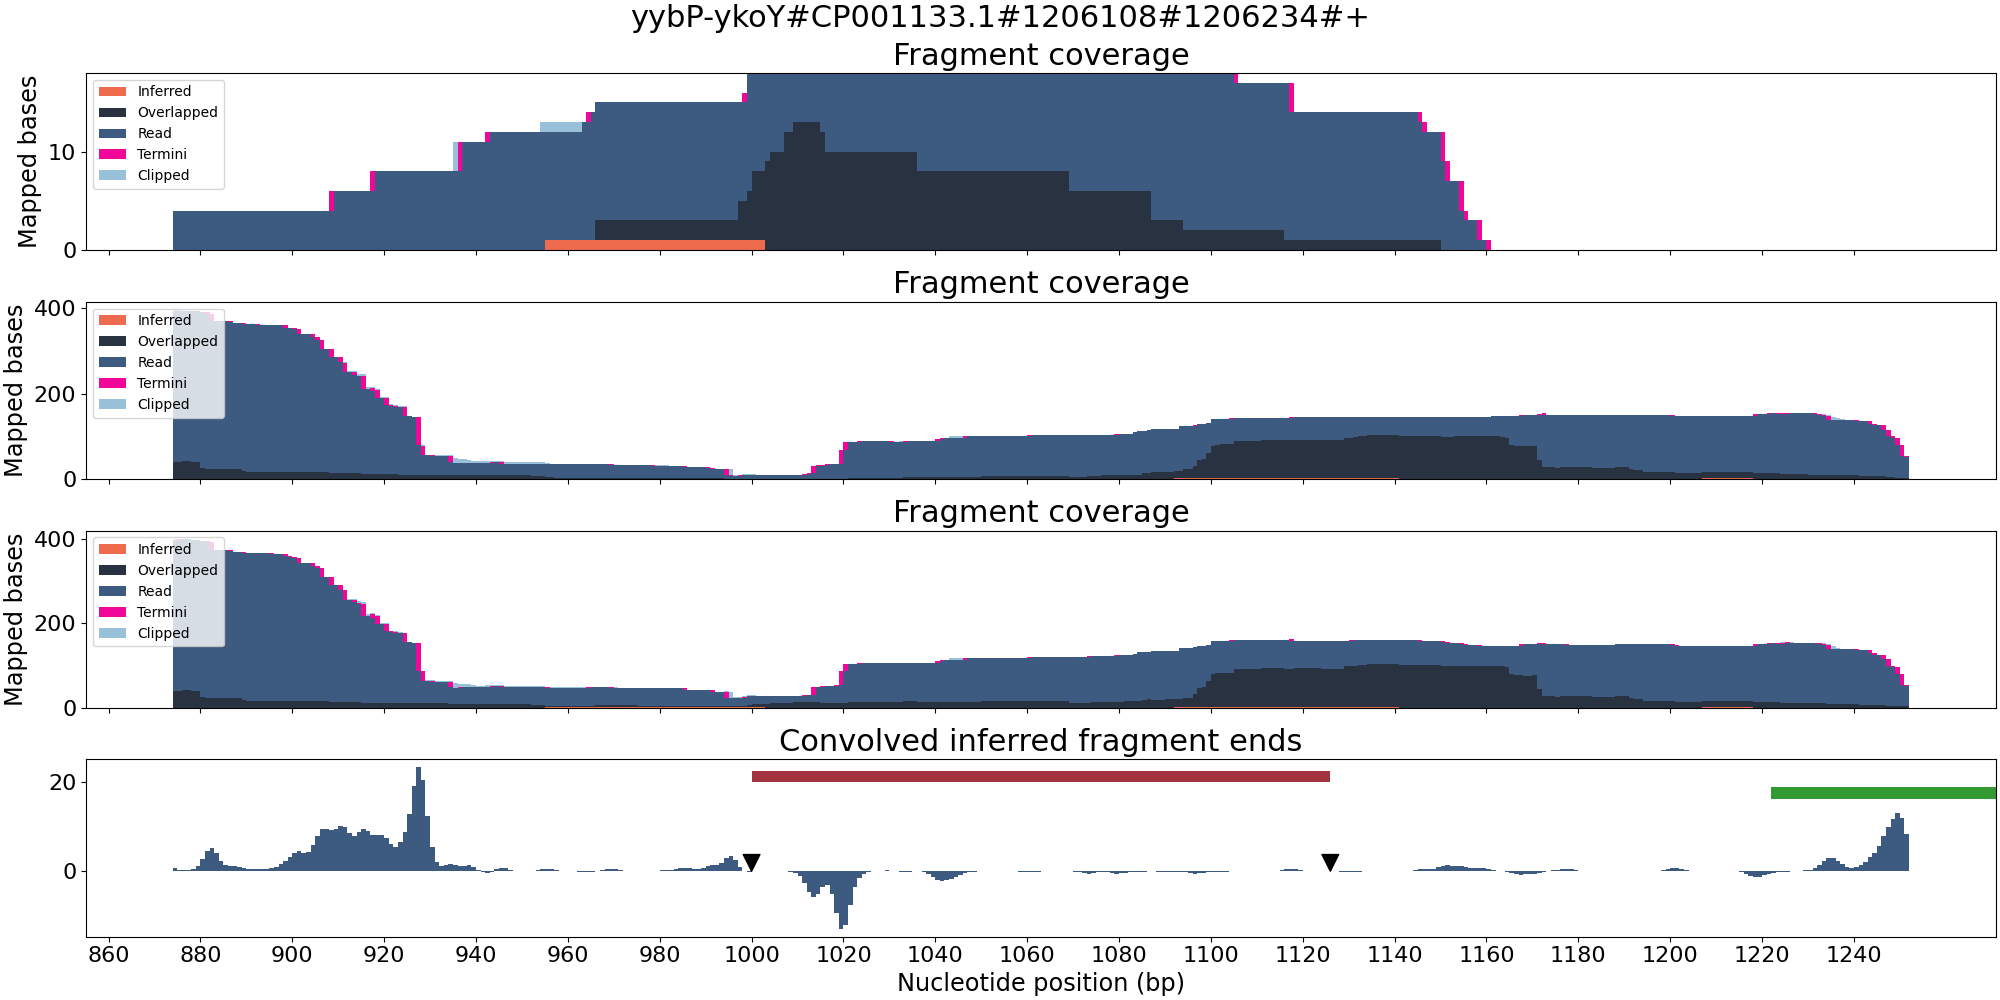 yybP-ykoY#CP001133.1#1206108#1206234#+
Fragment coverage
Mapped bases
10
0
Inferred
Overlapped
Read
Termini
Clipped
Fragment coverage
Mapped bases
400
200
0
Inferred
Overlapped
Read
Termini
Clipped
Fragment coverage
Mapped bases
400
200
0
Inferred
Overlapped
Read
Termini
Clipped
Convolved inferred fragment ends
20
0
860 880 900 920 940 960 980 1000 1020 1040 1060 1080 1100 1120 1140 1160 1180 1200 1220 1240
Nucleotide position (bp)